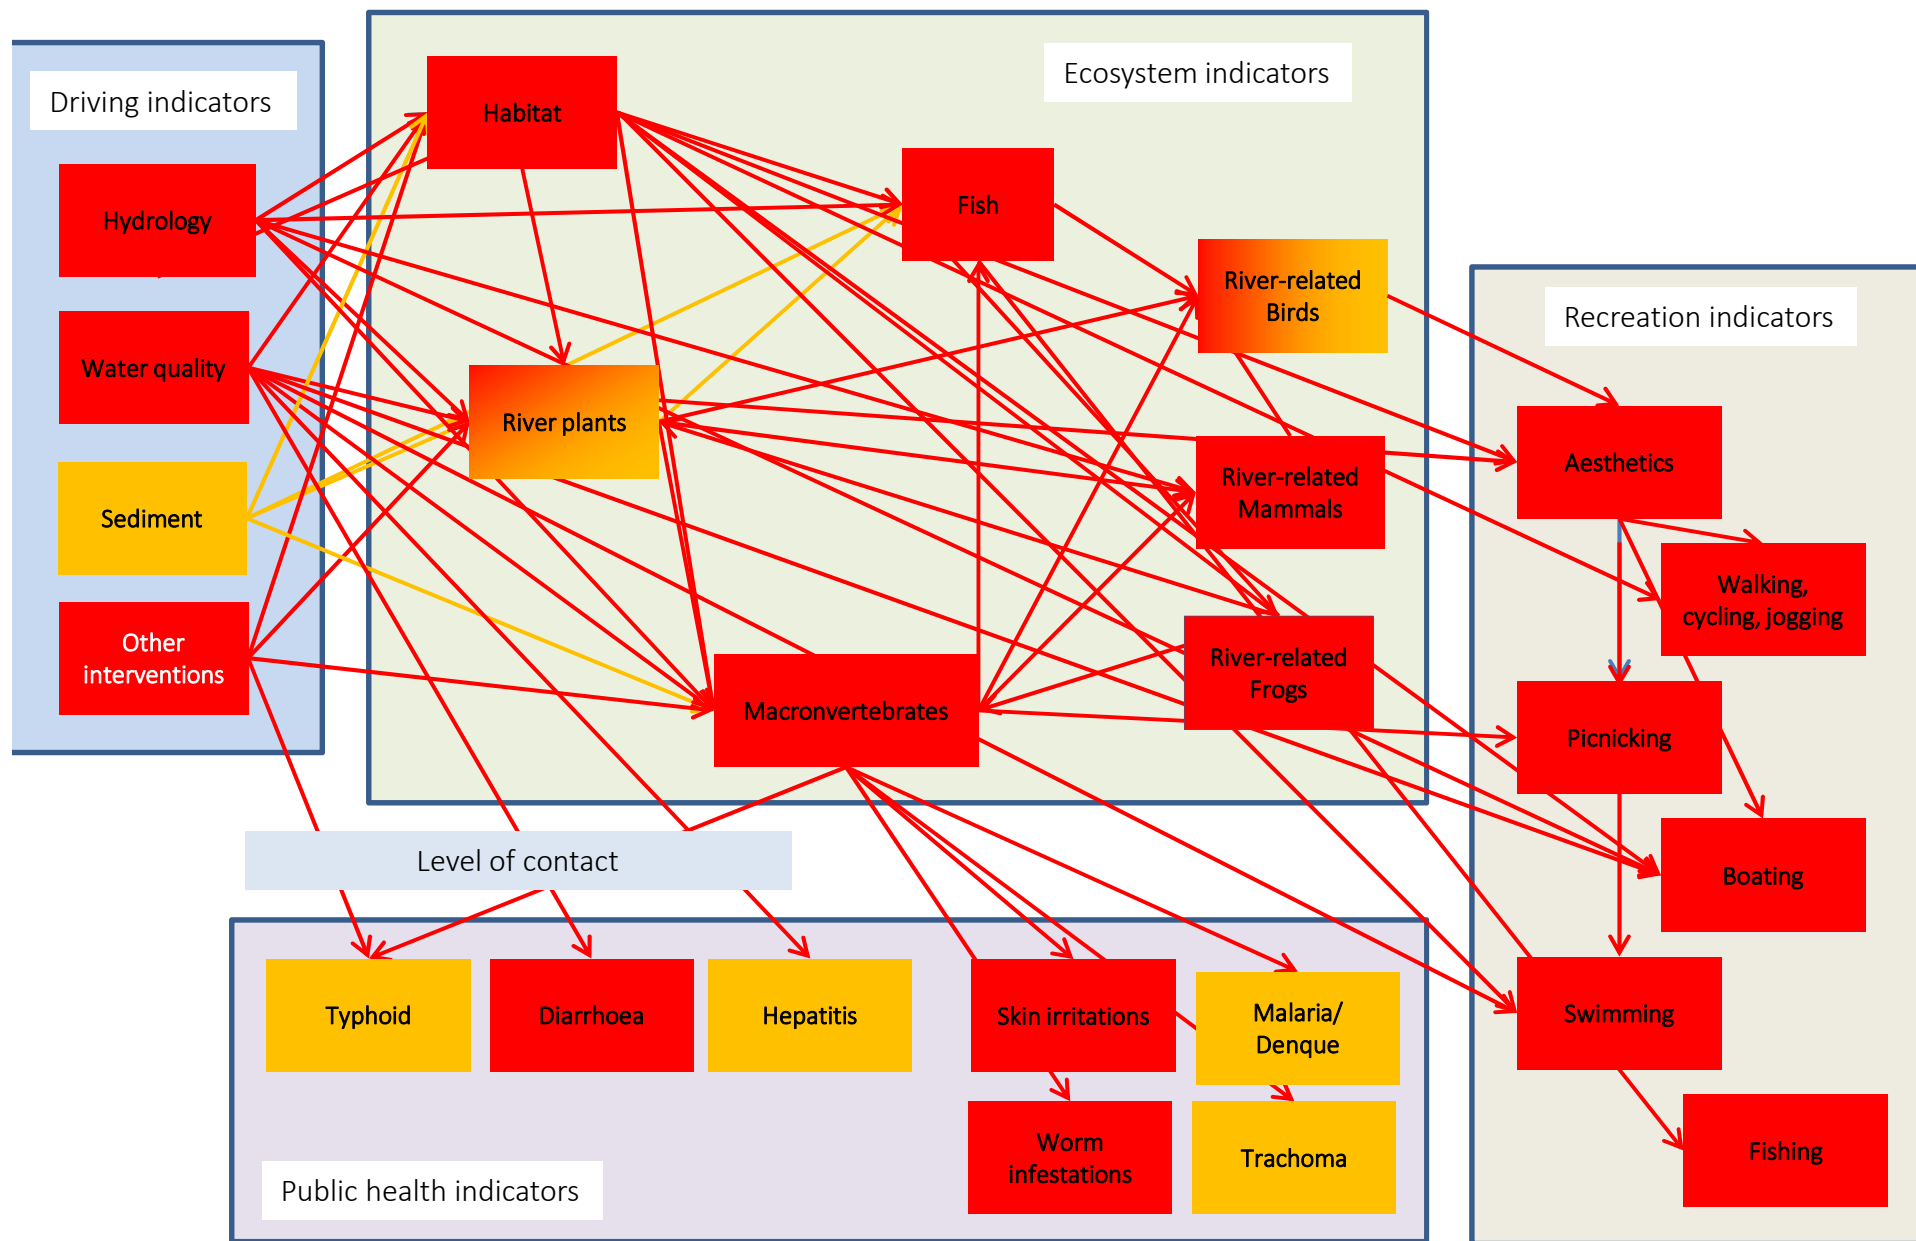 Driving indicators
Hydrology
Water quality
Sediment
Other
interventions
Ecosystem indicators
Habitat
Fish
River-related
Birds
River plants
River-related
Mammals
River-related
Frogs
Macronvertebrates
Recreation indicators
Aesthetics
Walking,
cycling, jogging
Picnicking
Boating
Swimming
Fishing
Level of contact
Typhoid
Diarrhoea
Hepatitis
Skin irritations
Malaria/
Denque
Worm
infestations
Trachoma
Public health indicators